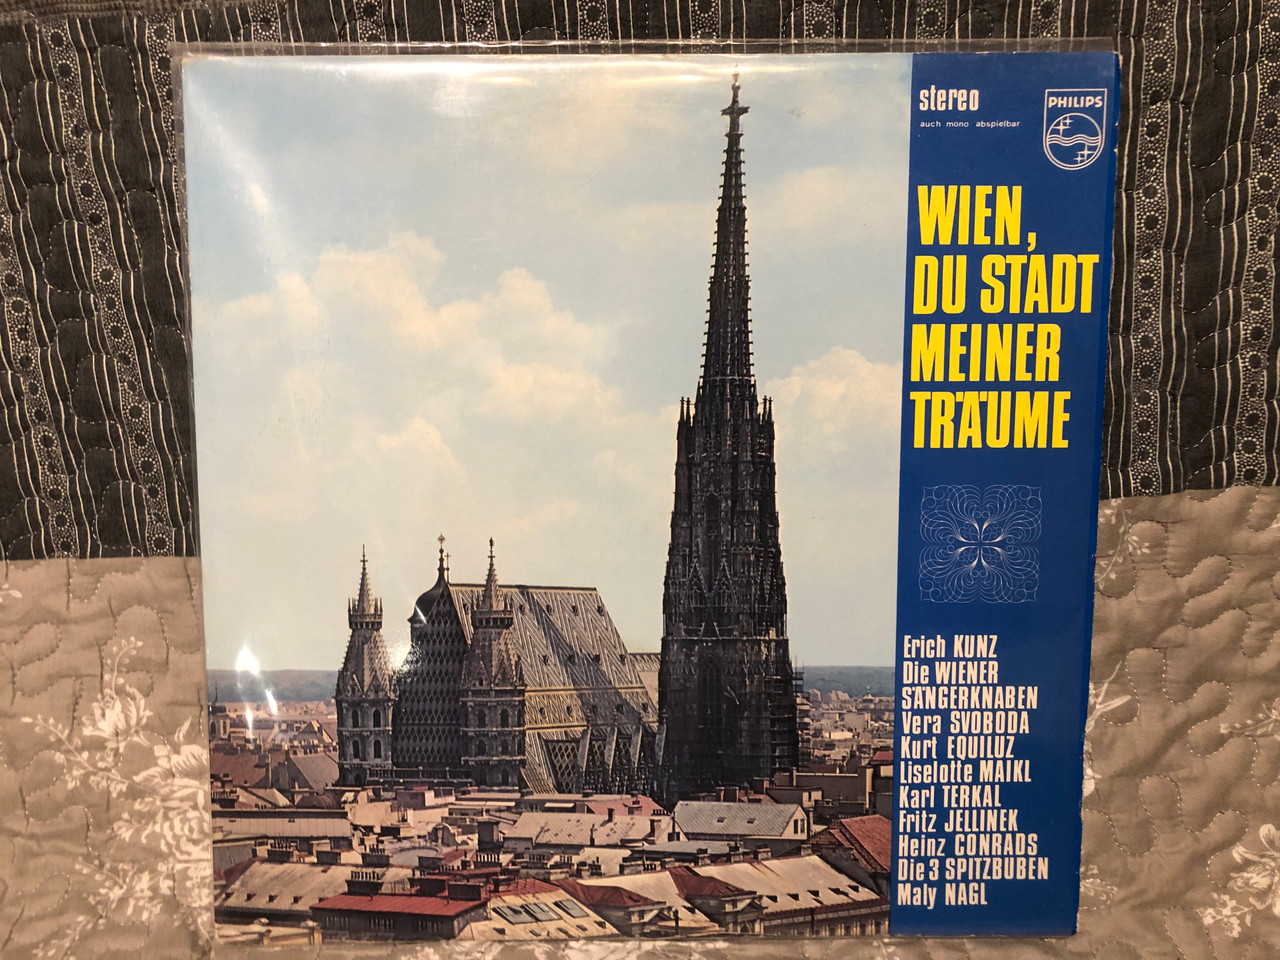 stereo
auch mono abspielbar
PHILIPS
WIEN,
DU STADT
MEINER
TRÄUME
Erich KUNZ
Die WIENER
SÄNGERKNABEN
Vera SVOBODA
Kurt EQUILUZ
Liselotte MAIKL
Karl TERKAL
Fritz JELLINEK
Heinz CONRADS
Die 3 SPITZBUBEN
Maly NAGL